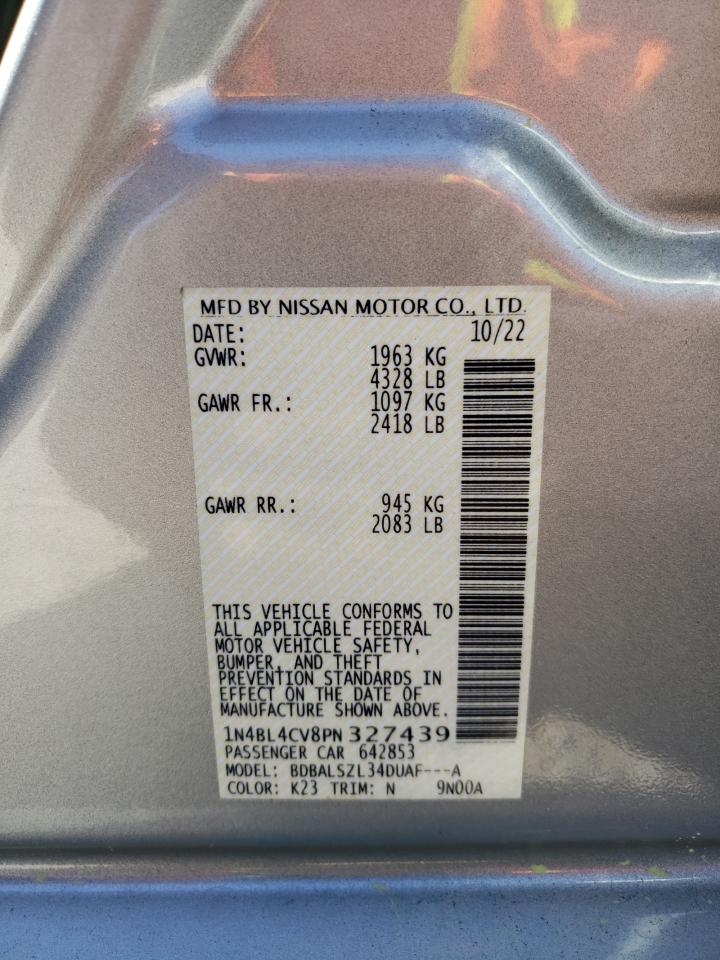 MFD BY NISSAN MOTOR CO., LTD.
DATE: 10/22
GVWR: 1963 KG
4328 LB
GAWR FR.: 1097 KG
2418 LB
GAWR RR.: 945 KG
2083 LB
THIS VEHICLE CONFORMS TO
ALL APPLICABLE FEDERAL
MOTOR VEHICLE SAFETY,
BUMPER, AND THEFT
PREVENTION STANDARDS IN
EFFECT ON THE DATE OF
MANUFACTURE SHOWN ABOVE.
1N4BL4CV8PN 327439
PASSENGER CAR 642853
MODEL: BDBALSZL34DUAF---A
COLOR: K23 TRIM: N 9N00A